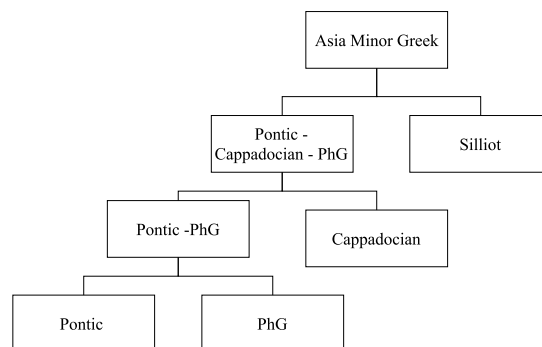 Asia Minor Greek
Pontic -
Cappadocian - PhG
Silliot
Pontic -PhG
Cappadocian
Pontic
PhG